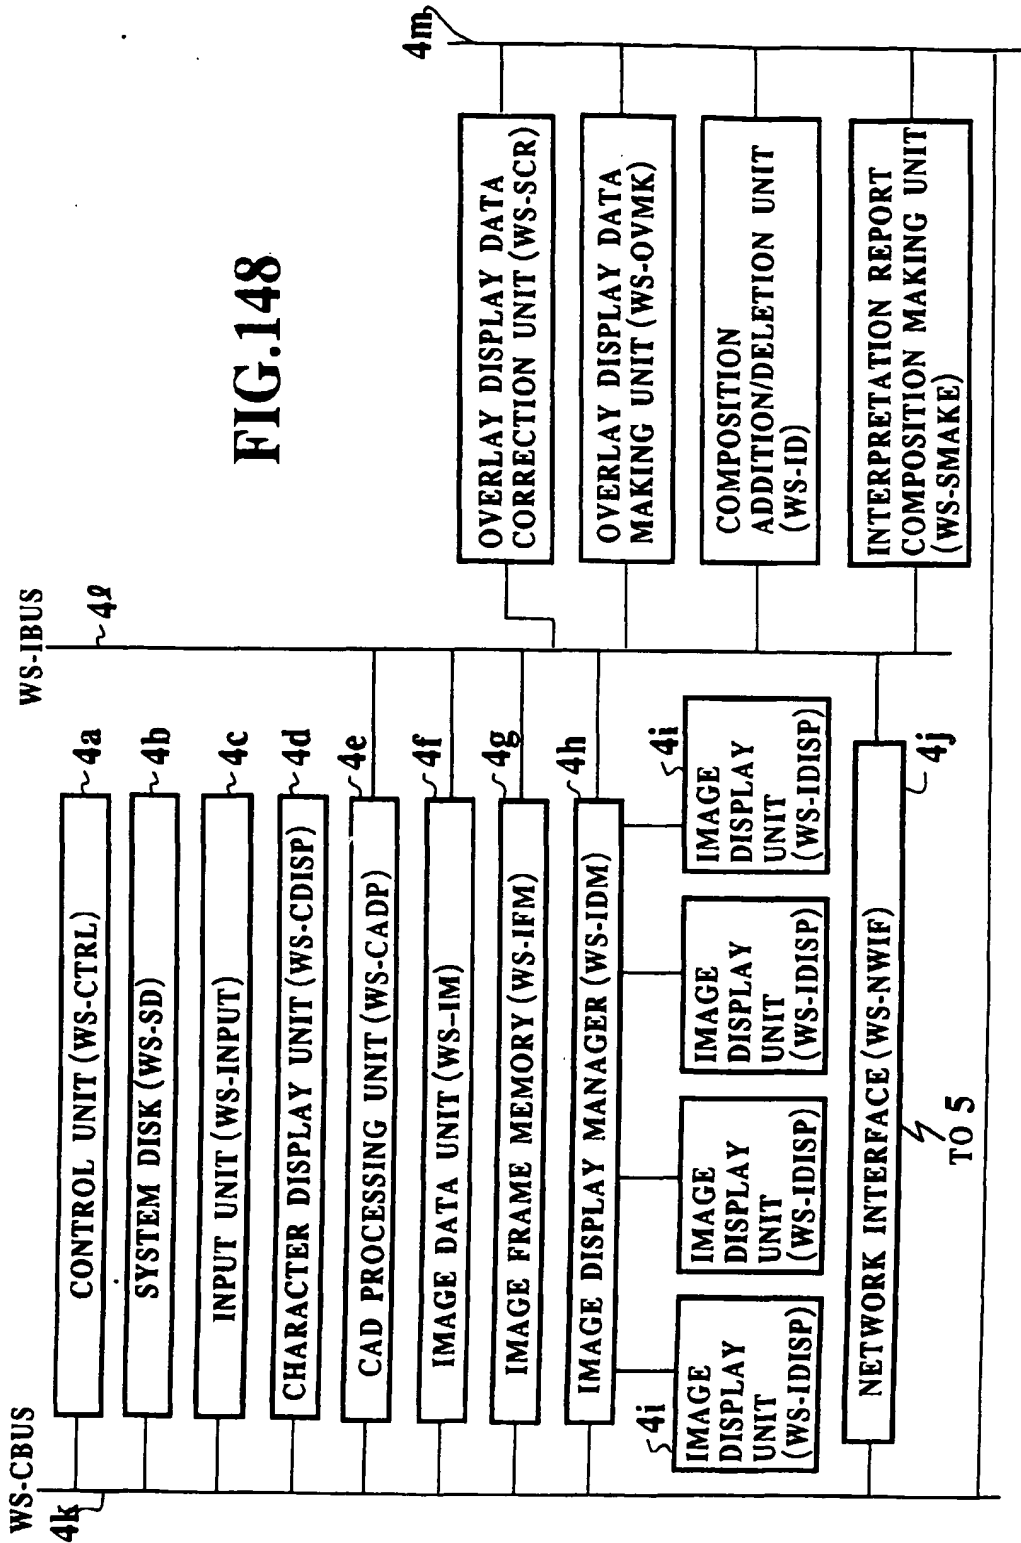 FIG.148
WS-CBUS
4k
WS-IBUS
4ℓ
4m
CONTROL UNIT (WS-CTRL)
4a
SYSTEM DISK (WS-SD)
4b
INPUT UNIT (WS-INPUT)
4c
CHARACTER DISPLAY UNIT (WS-CDISP)
4d
CAD PROCESSING UNIT (WS-CADP)
4e
IMAGE DATA UNIT (WS-IM)
4f
IMAGE FRAME MEMORY (WS-IFM)
4g
IMAGE DISPLAY MANAGER (WS-IDM)
4h
4i
IMAGE
DISPLAY
UNIT
(WS-IDISP)
IMAGE
DISPLAY
UNIT
(WS-IDISP)
IMAGE
DISPLAY
UNIT
(WS-IDISP)
4i
IMAGE
DISPLAY
UNIT
(WS-IDISP)
NETWORK INTERFACE (WS-NWIF)
4j
TO 5
OVERLAY DISPLAY DATA
CORRECTION UNIT (WS-SCR)
OVERLAY DISPLAY DATA
MAKING UNIT (WS-OVMK)
COMPOSITION
ADDITION/DELETION UNIT
(WS-ID)
INTERPRETATION REPORT
COMPOSITION MAKING UNIT
(WS-SMAKE)